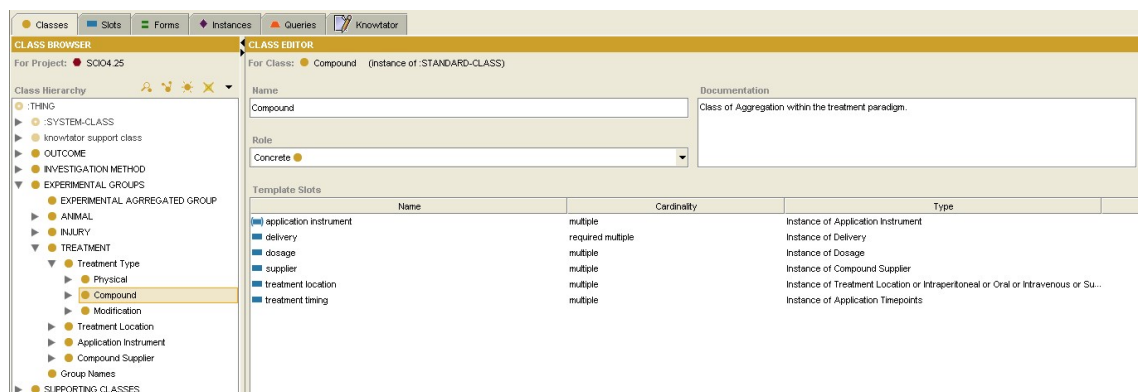 Classes Slots Forms Instances Queries Knowtator
CLASS BROWSER
For Project: SCIO4.25
Class Hierarchy
:THING
:SYSTEM-CLASS
knowtator support class
OUTCOME
INVESTIGATION METHOD
EXPERIMENTAL GROUPS
EXPERIMENTAL AGRREGATED GROUP
ANIMAL
INJURY
TREATMENT
Treatment Type
Physical
Compound
Modification
Treatment Location
Application Instrument
Compound Supplier
Group Names
SUPPORTING CLASSES
CLASS EDITOR
For Class: Compound (instance of :STANDARD-CLASS)
Name
Compound
Documentation
Class of Aggregation within the treatment paradigm.
Role
Concrete
Template Slots
Name Cardinality Type
application instrument multiple Instance of Application Instrument
delivery required multiple Instance of Delivery
dosage multiple Instance of Dosage
supplier multiple Instance of Compound Supplier
treatment location multiple Instance of Treatment Location or Intraperitoneal or Oral or Intravenous or Su...
treatment timing multiple Instance of Application Timepoints